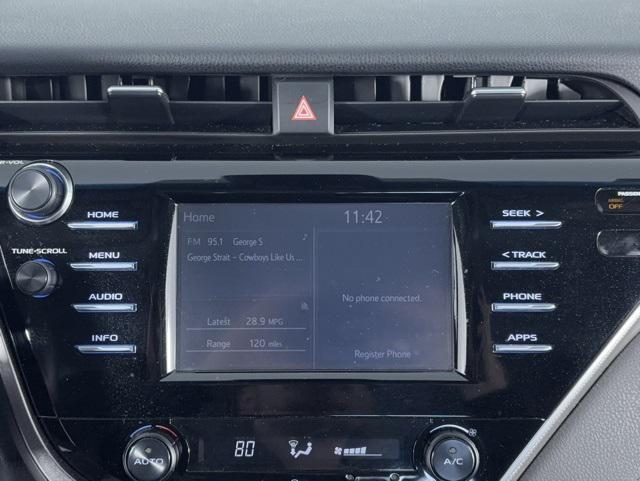 R-VOL
PASSEN
AIRBAG
OFF
HOME
SEEK >
TUNE•SCROLL
MENU
< TRACK
AUDIO
PHONE
INFO
APPS
Home
11:42
FM 95.1 George S
George Strait - Cowboys Like Us ...
No phone connected.
Latest 28.9 MPG
Range 120 miles
Register Phone
AUTO
80
A/C